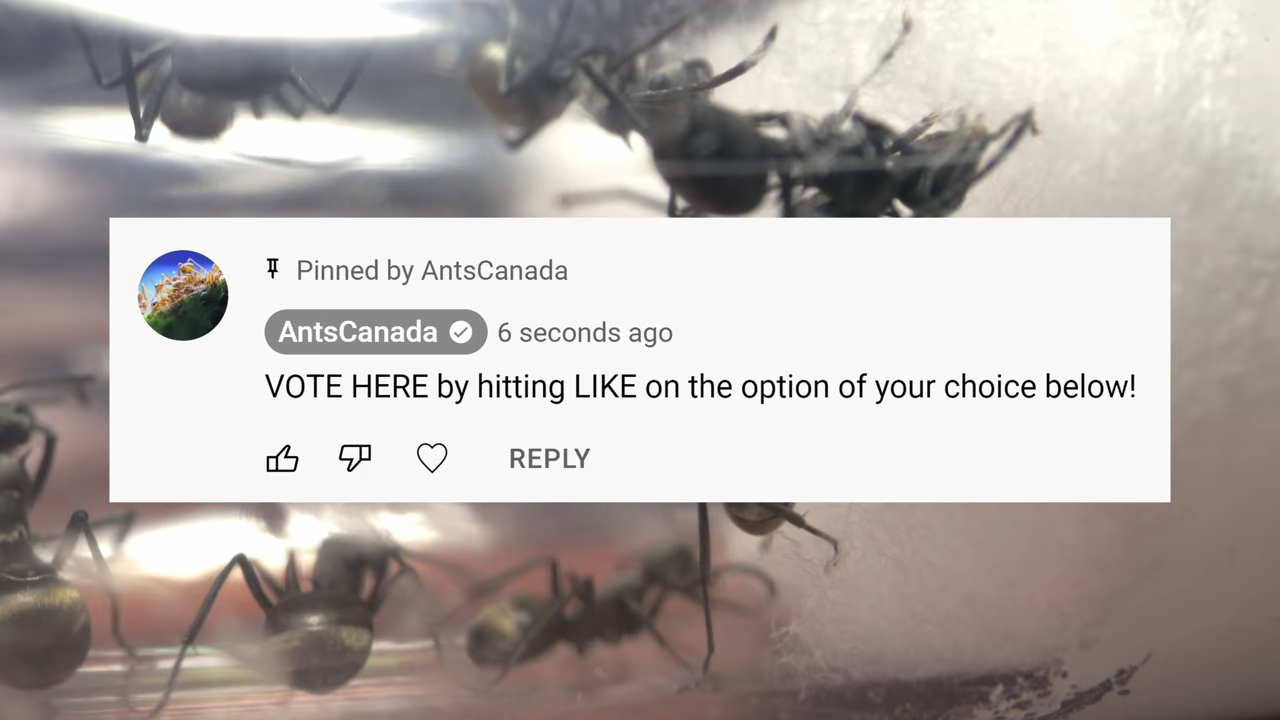 Pinned by AntsCanada
AntsCanada 6 seconds ago
VOTE HERE by hitting LIKE on the option of your choice below!
REPLY